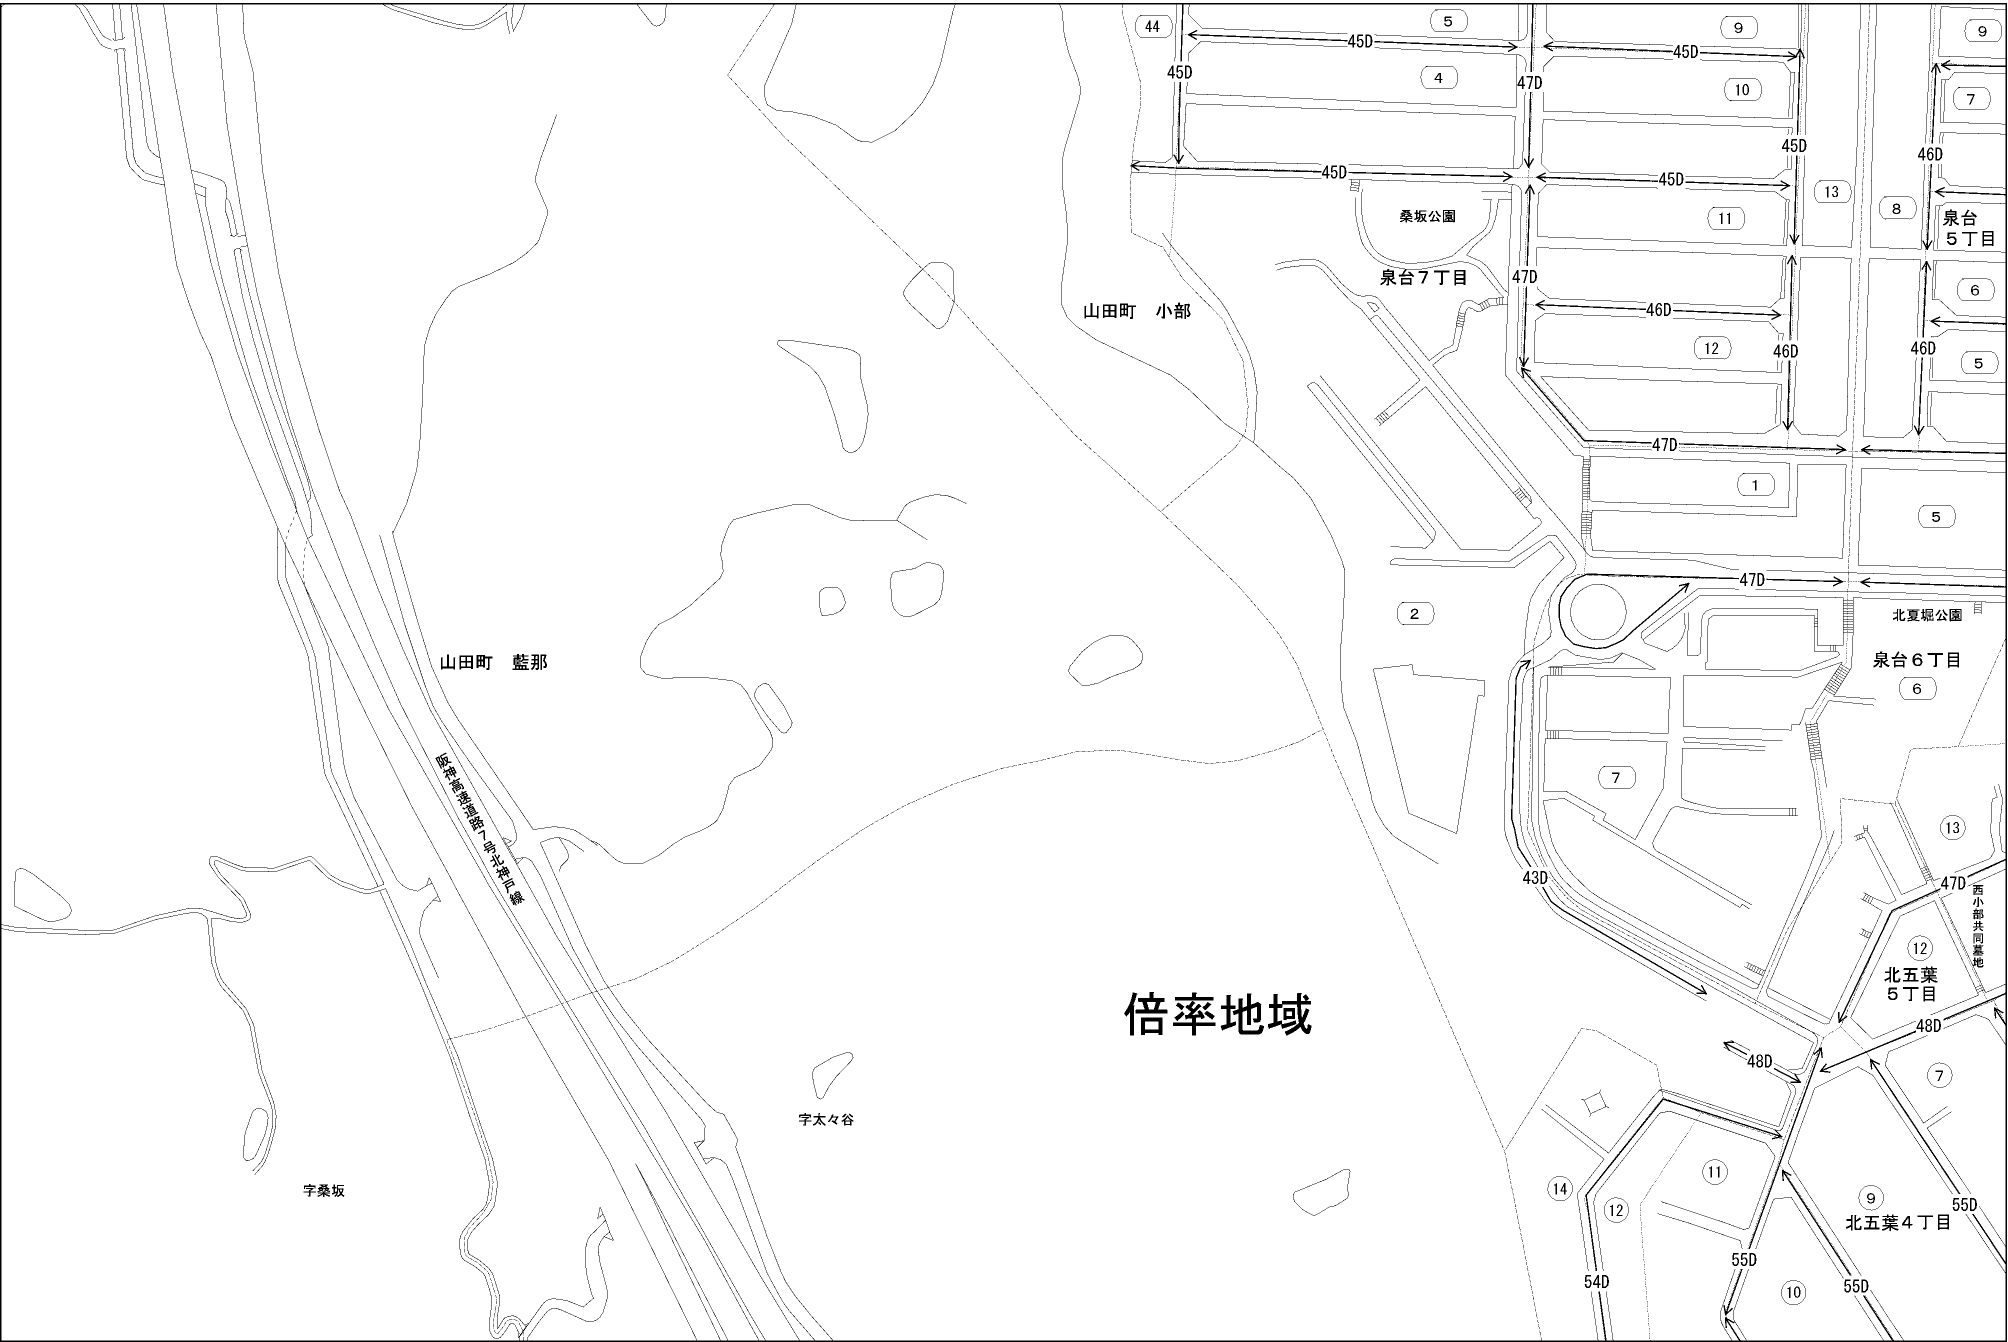 44
5
9
9
45D
45D
45D
47D
4
10
7
45D
46D
45D
45D
13
8
11
桑坂公園
泉台
５丁目
泉台７丁目
47D
6
山田町　小部
46D
12
46D
46D
5
47D
1
5
47D
2
北夏堀公園
泉台６丁目
6
山田町　藍那
阪神高速道路７号北神戸線
7
13
43D
47D
西小部共同墓地
12
北五葉
５丁目
倍率地域
48D
48D
7
字太々谷
字桑坂
14
11
12
9
55D
北五葉４丁目
55D
54D
55D
10